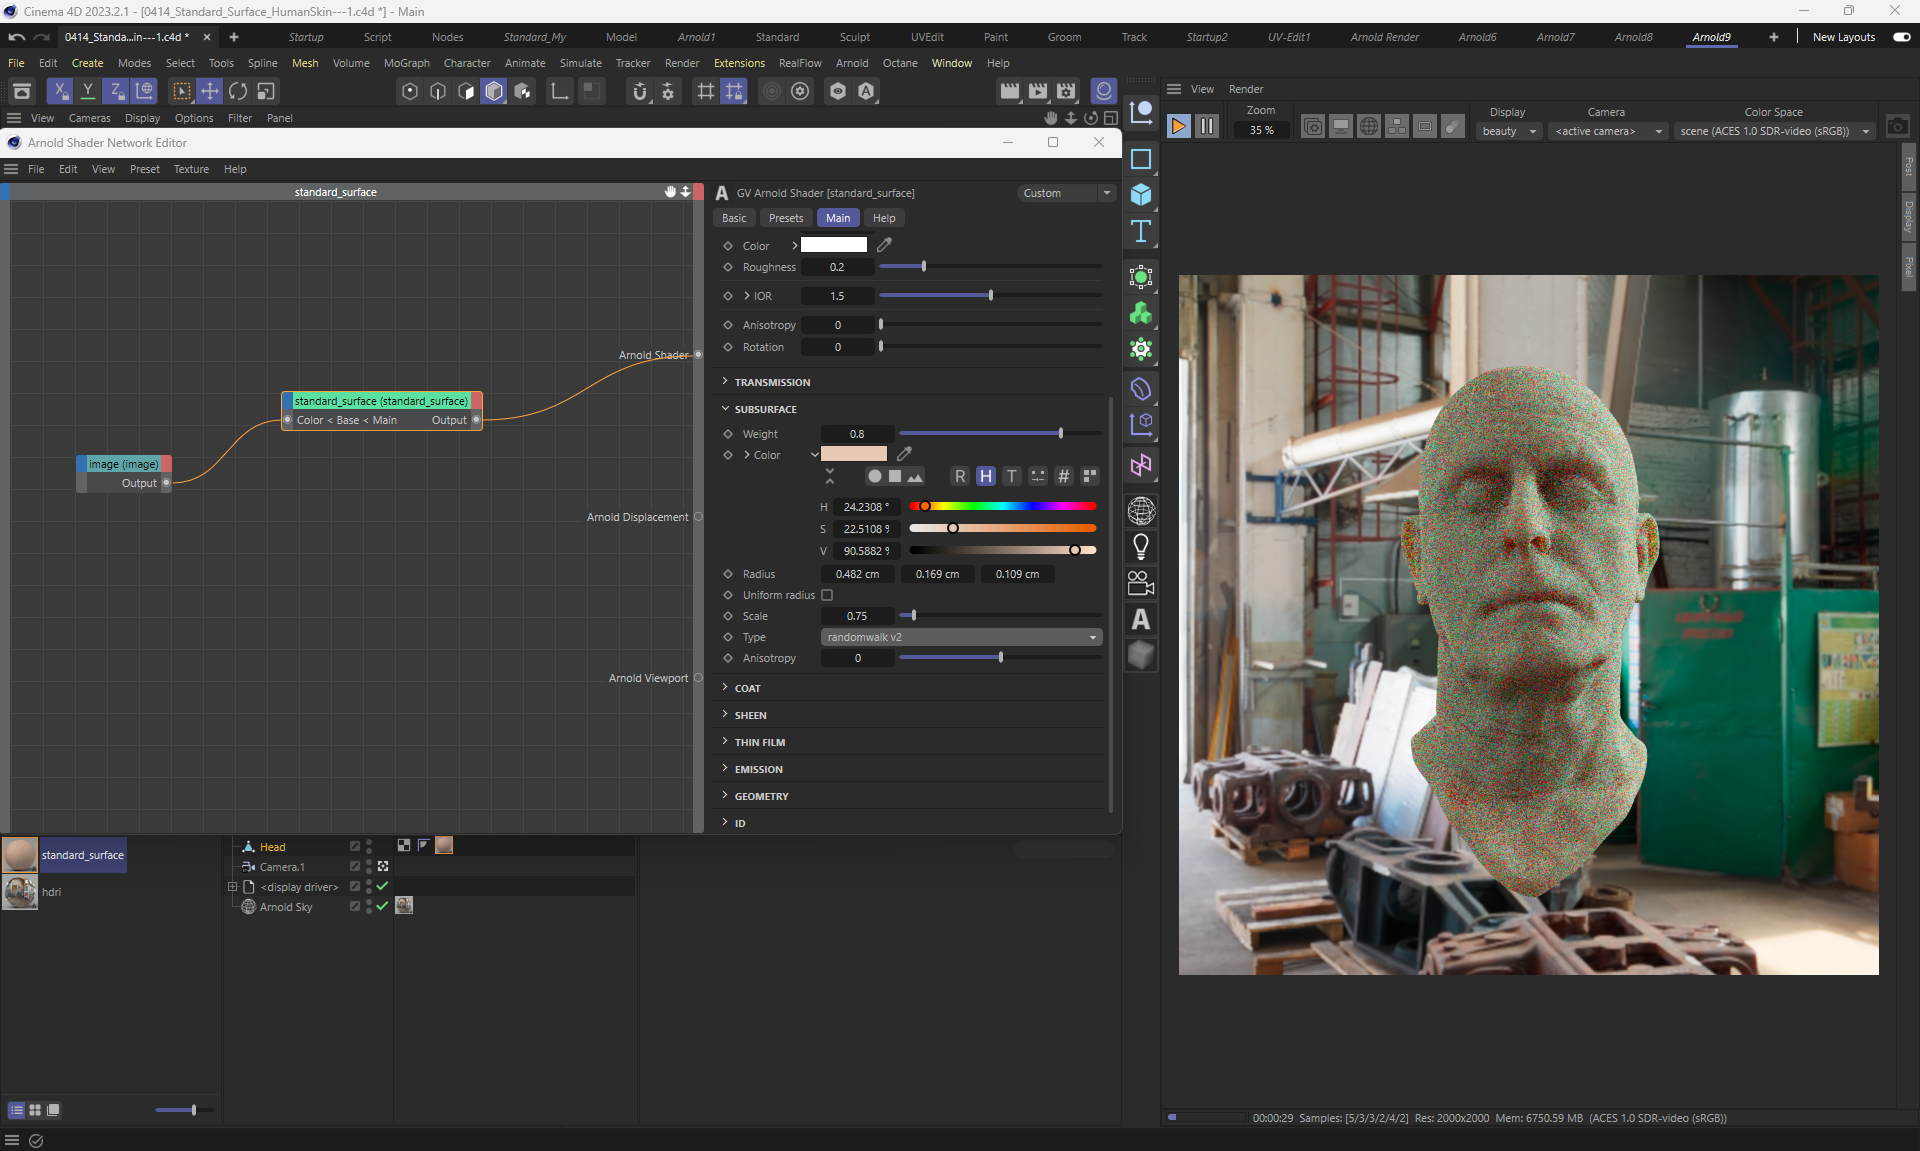 Cinema 4D 2023.2.1 - [0414_Standard_Surface_HumanSkin---1.c4d *] - Main
0414_Standa...in---1.c4d *
Startup
Script
Nodes
Standard_My
Model
Arnold1
Standard
Sculpt
UVEdit
Paint
Groom
Track
Startup2
UV-Edit1
Arnold Render
Arnold6
Arnold7
Arnold8
Arnold9
New Layouts
File Edit Create Modes Select Tools Spline Mesh Volume MoGraph Character Animate Simulate Tracker Render Extensions RealFlow Arnold Octane Window Help
X Y Z
View Cameras Display Options Filter Panel
View Render
Zoom
35 %
Display
beauty
Camera
<active camera>
Color Space
scene (ACES 1.0 SDR-video (sRGB))
Post
Display
Pixel
Arnold Shader Network Editor
File Edit View Preset Texture Help
standard_surface
Arnold Shader
standard_surface (standard_surface)
Color < Base < Main Output
image (image)
Output
Arnold Displacement
Arnold Viewport
GV Arnold Shader [standard_surface]
Custom
Basic Presets Main Help
Color
Roughness 0.2
IOR 1.5
Anisotropy 0
Rotation 0
TRANSMISSION
SUBSURFACE
Weight 0.8
Color
R H T #
H 24.2308 °
S 22.5108 %
V 90.5882 %
Radius 0.482 cm 0.169 cm 0.109 cm
Uniform radius
Scale 0.75
Type randomwalk v2
Anisotropy 0
COAT
SHEEN
THIN FILM
EMISSION
GEOMETRY
ID
standard_surface
hdri
Head
Camera.1
<display driver>
Arnold Sky
00:00:29 Samples: [5/3/3/2/4/2] Res: 2000x2000 Mem: 6750.59 MB (ACES 1.0 SDR-video (sRGB))